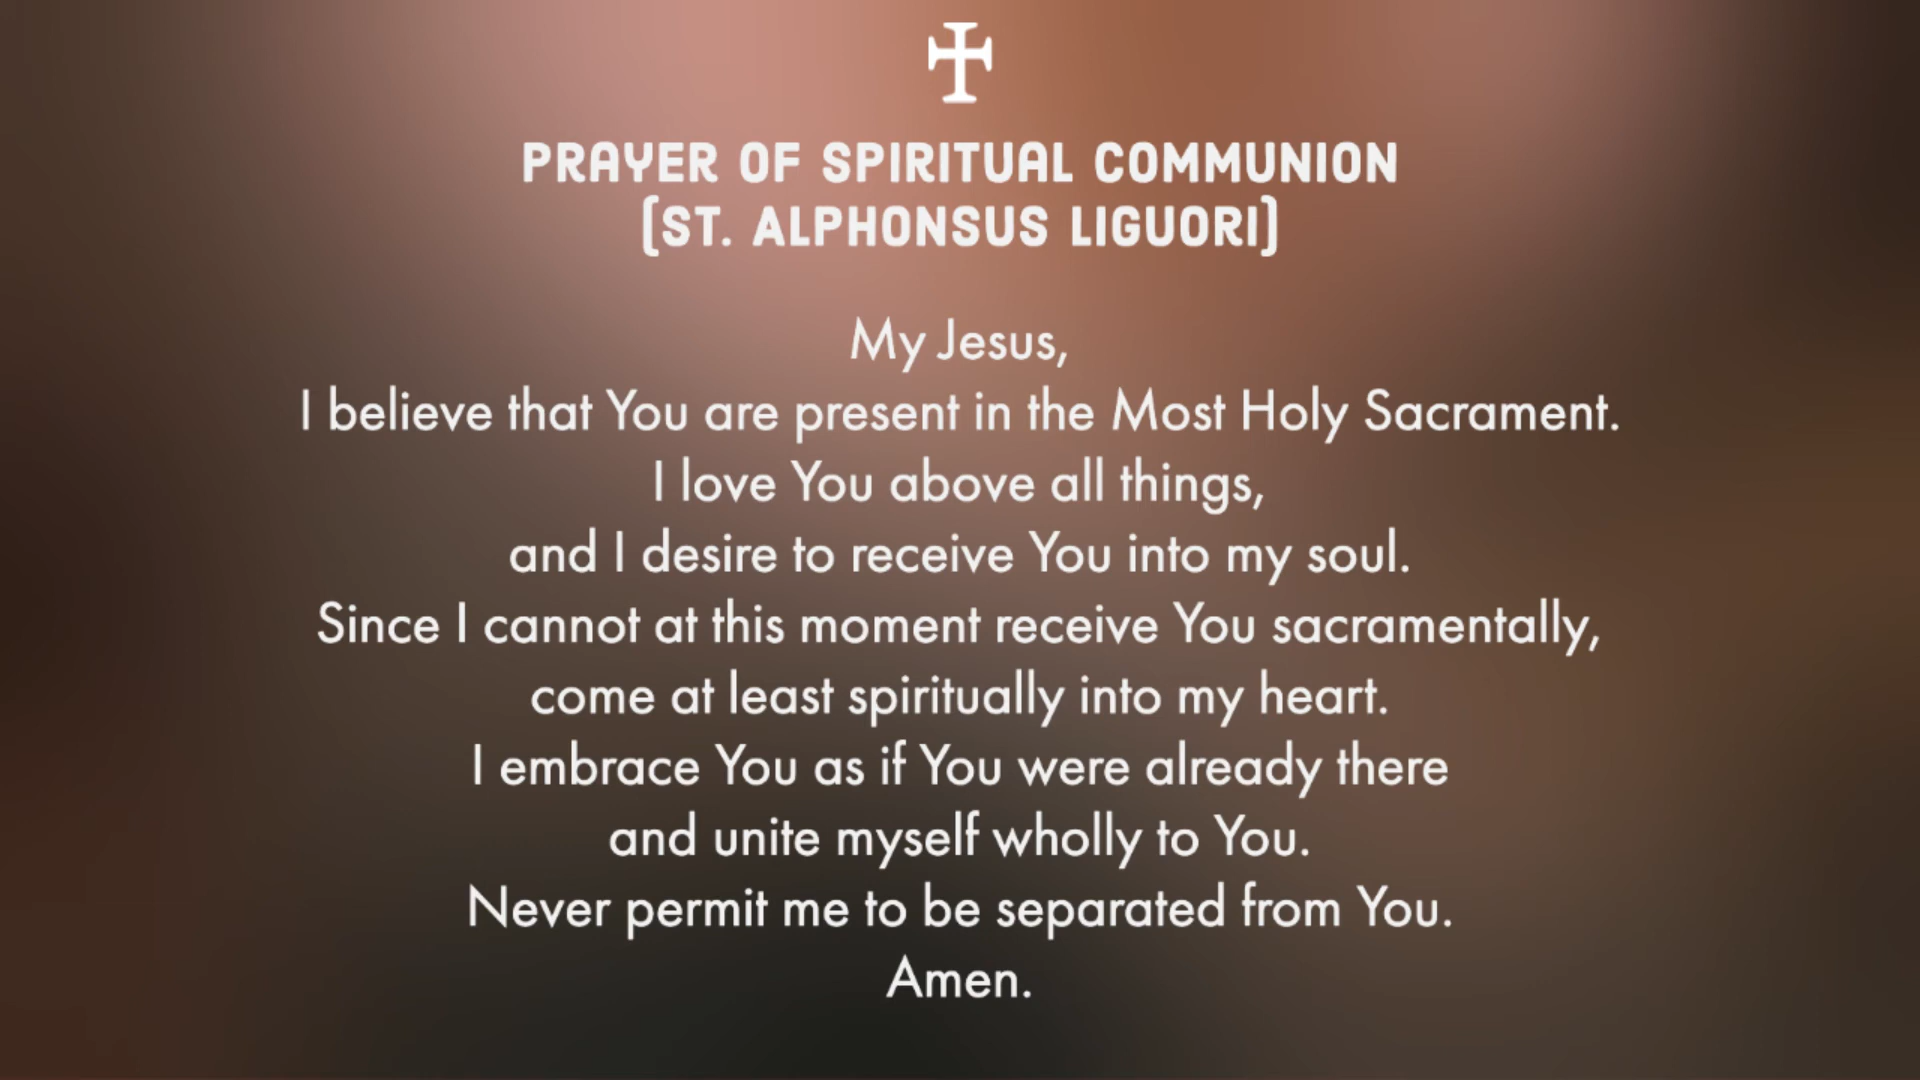 PRAYER OF SPIRITUAL COMMUNION
(ST. ALPHONSUS LIGUORI)
My Jesus,
I believe that You are present in the Most Holy Sacrament.
I love You above all things,
and I desire to receive You into my soul.
Since I cannot at this moment receive You sacramentally,
come at least spiritually into my heart.
I embrace You as if You were already there
and unite myself wholly to You.
Never permit me to be separated from You.
Amen.